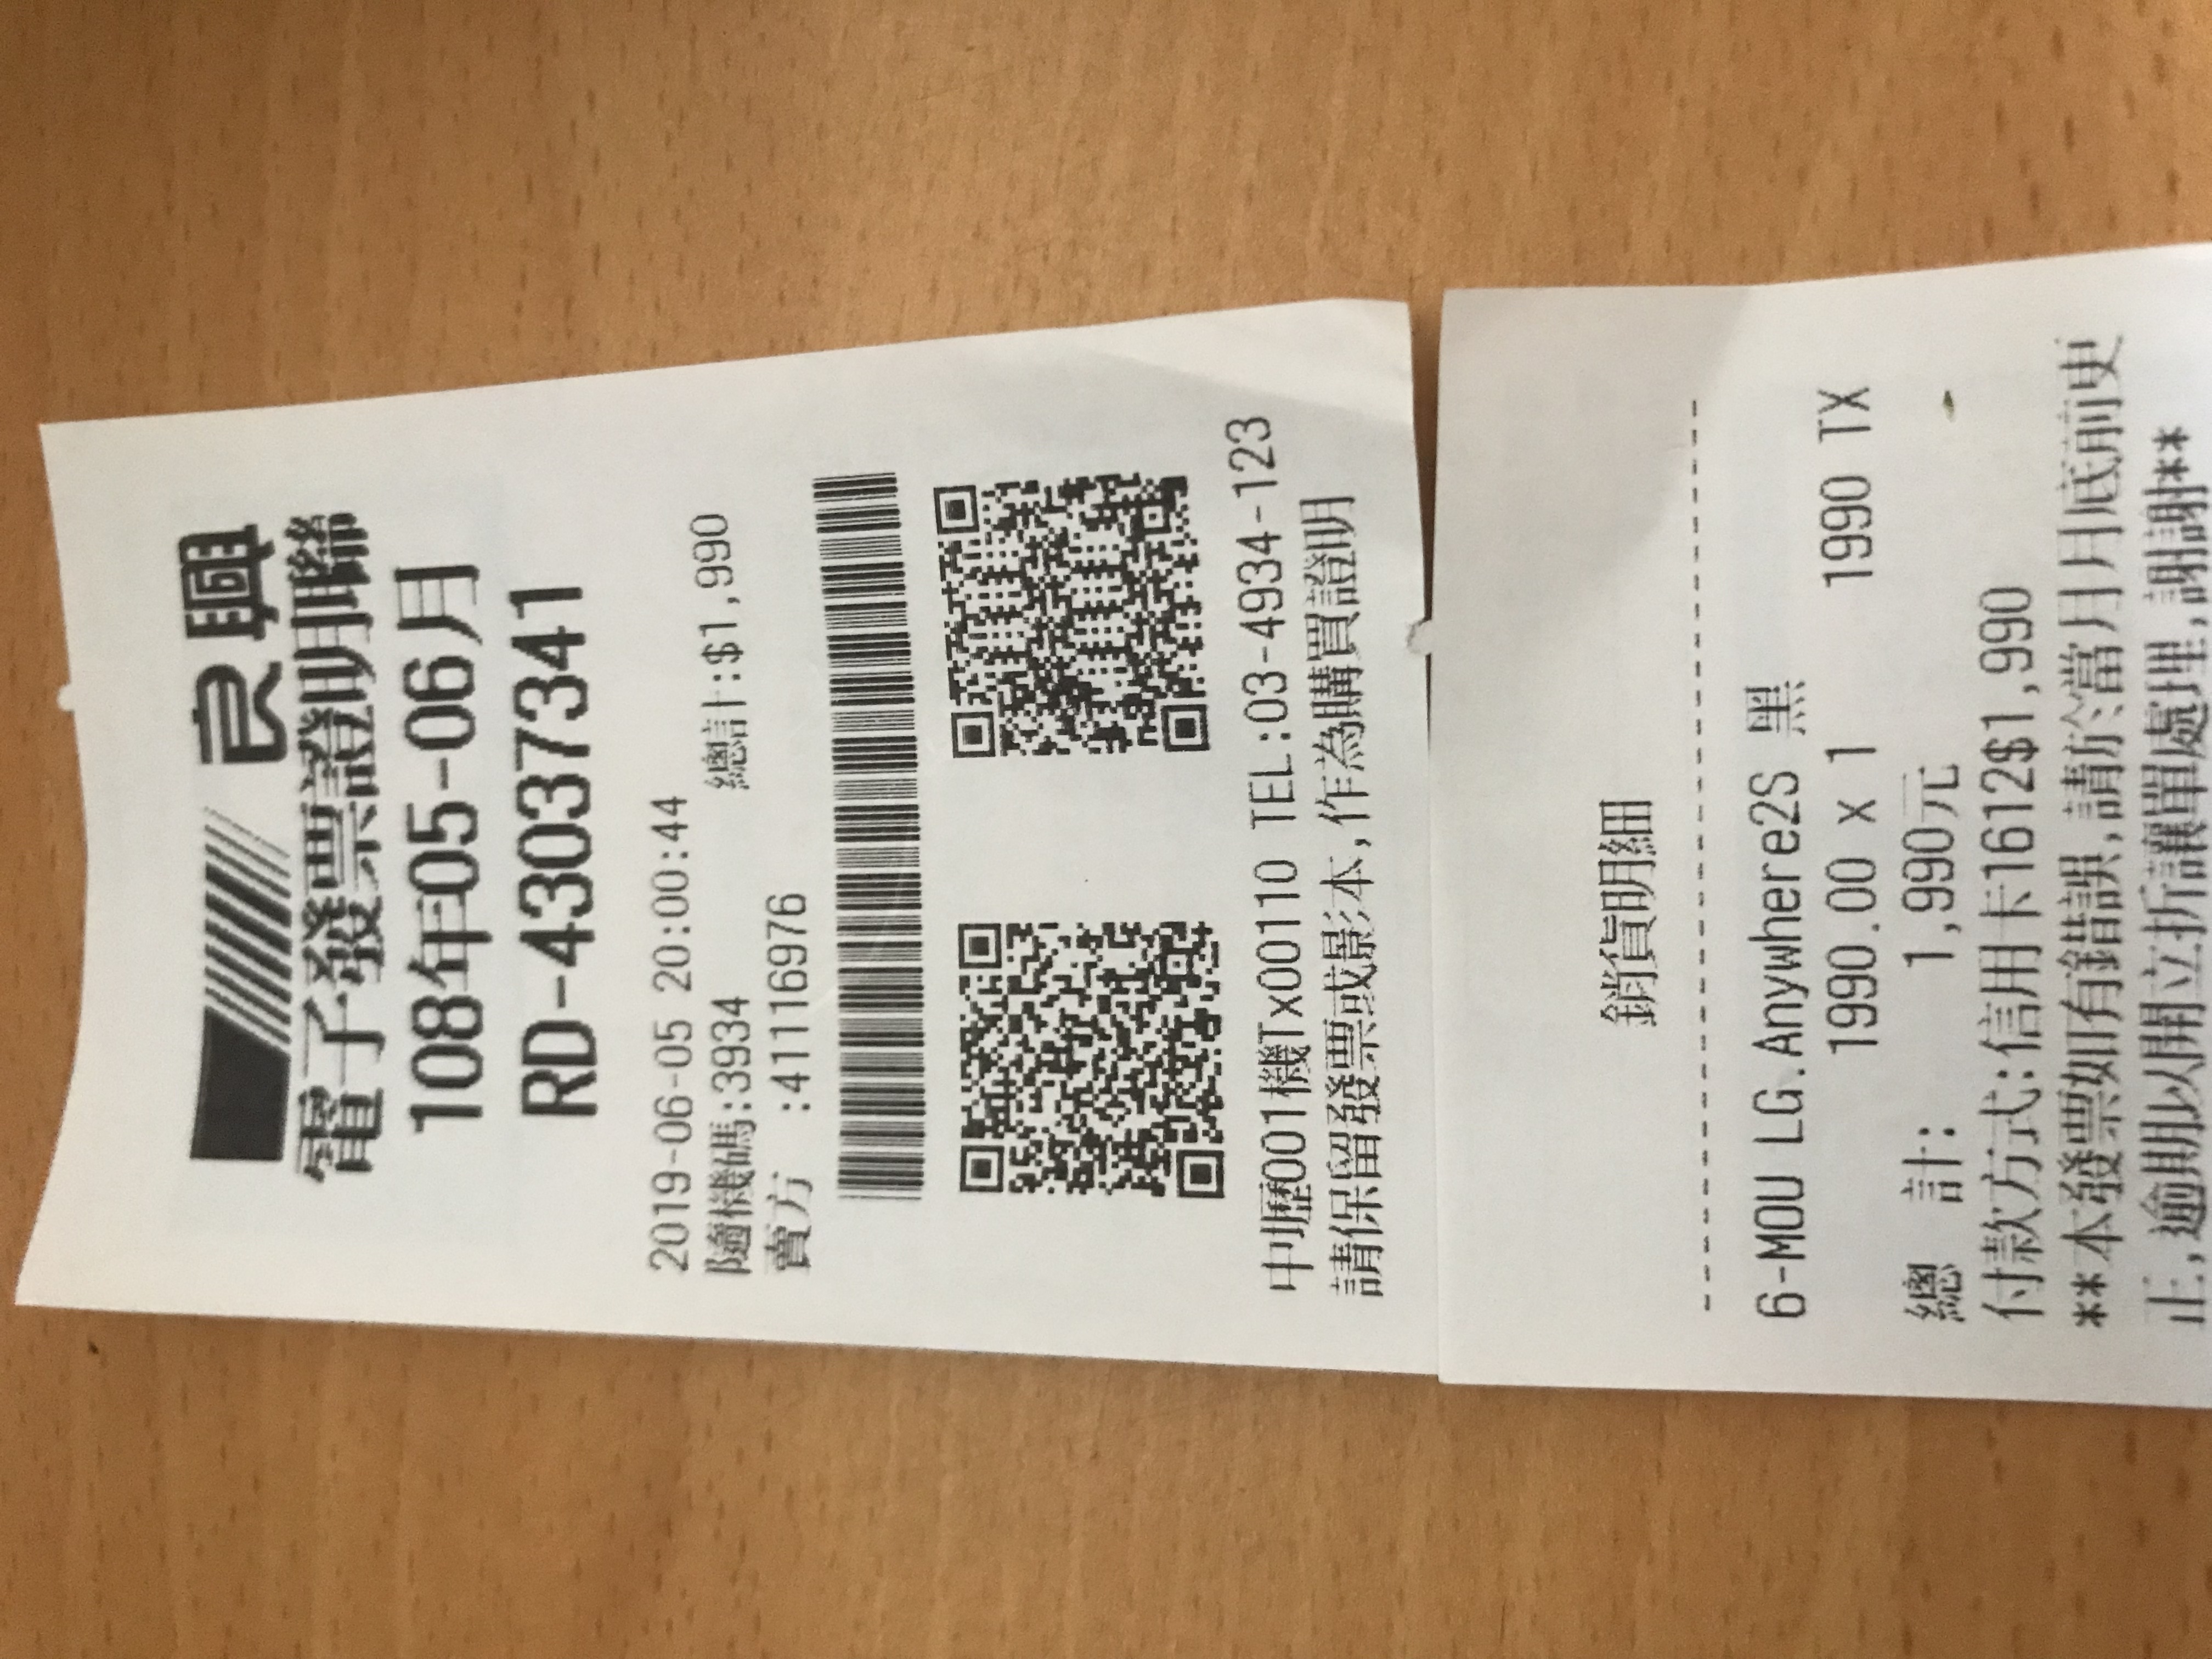 良興
電子發票證明聯
108年05-06月
RD-43037341
2019-06-05 20:00:44
隨機碼:3934 總計:$1,990
賣方 :41116976
中壢001機Tx00110 TEL:03-4934-123
請保留發票或影本,作為購買證明
銷貨明細
6-MOU LG.Anywhere2S 黑
1990.00 x 1 1990 TX
總 計: 1,990元
付款方式:信用卡1612$1,990
**本發票如有錯誤,請於當月月底前更
正,逾期以開立折讓單處理,謝謝**